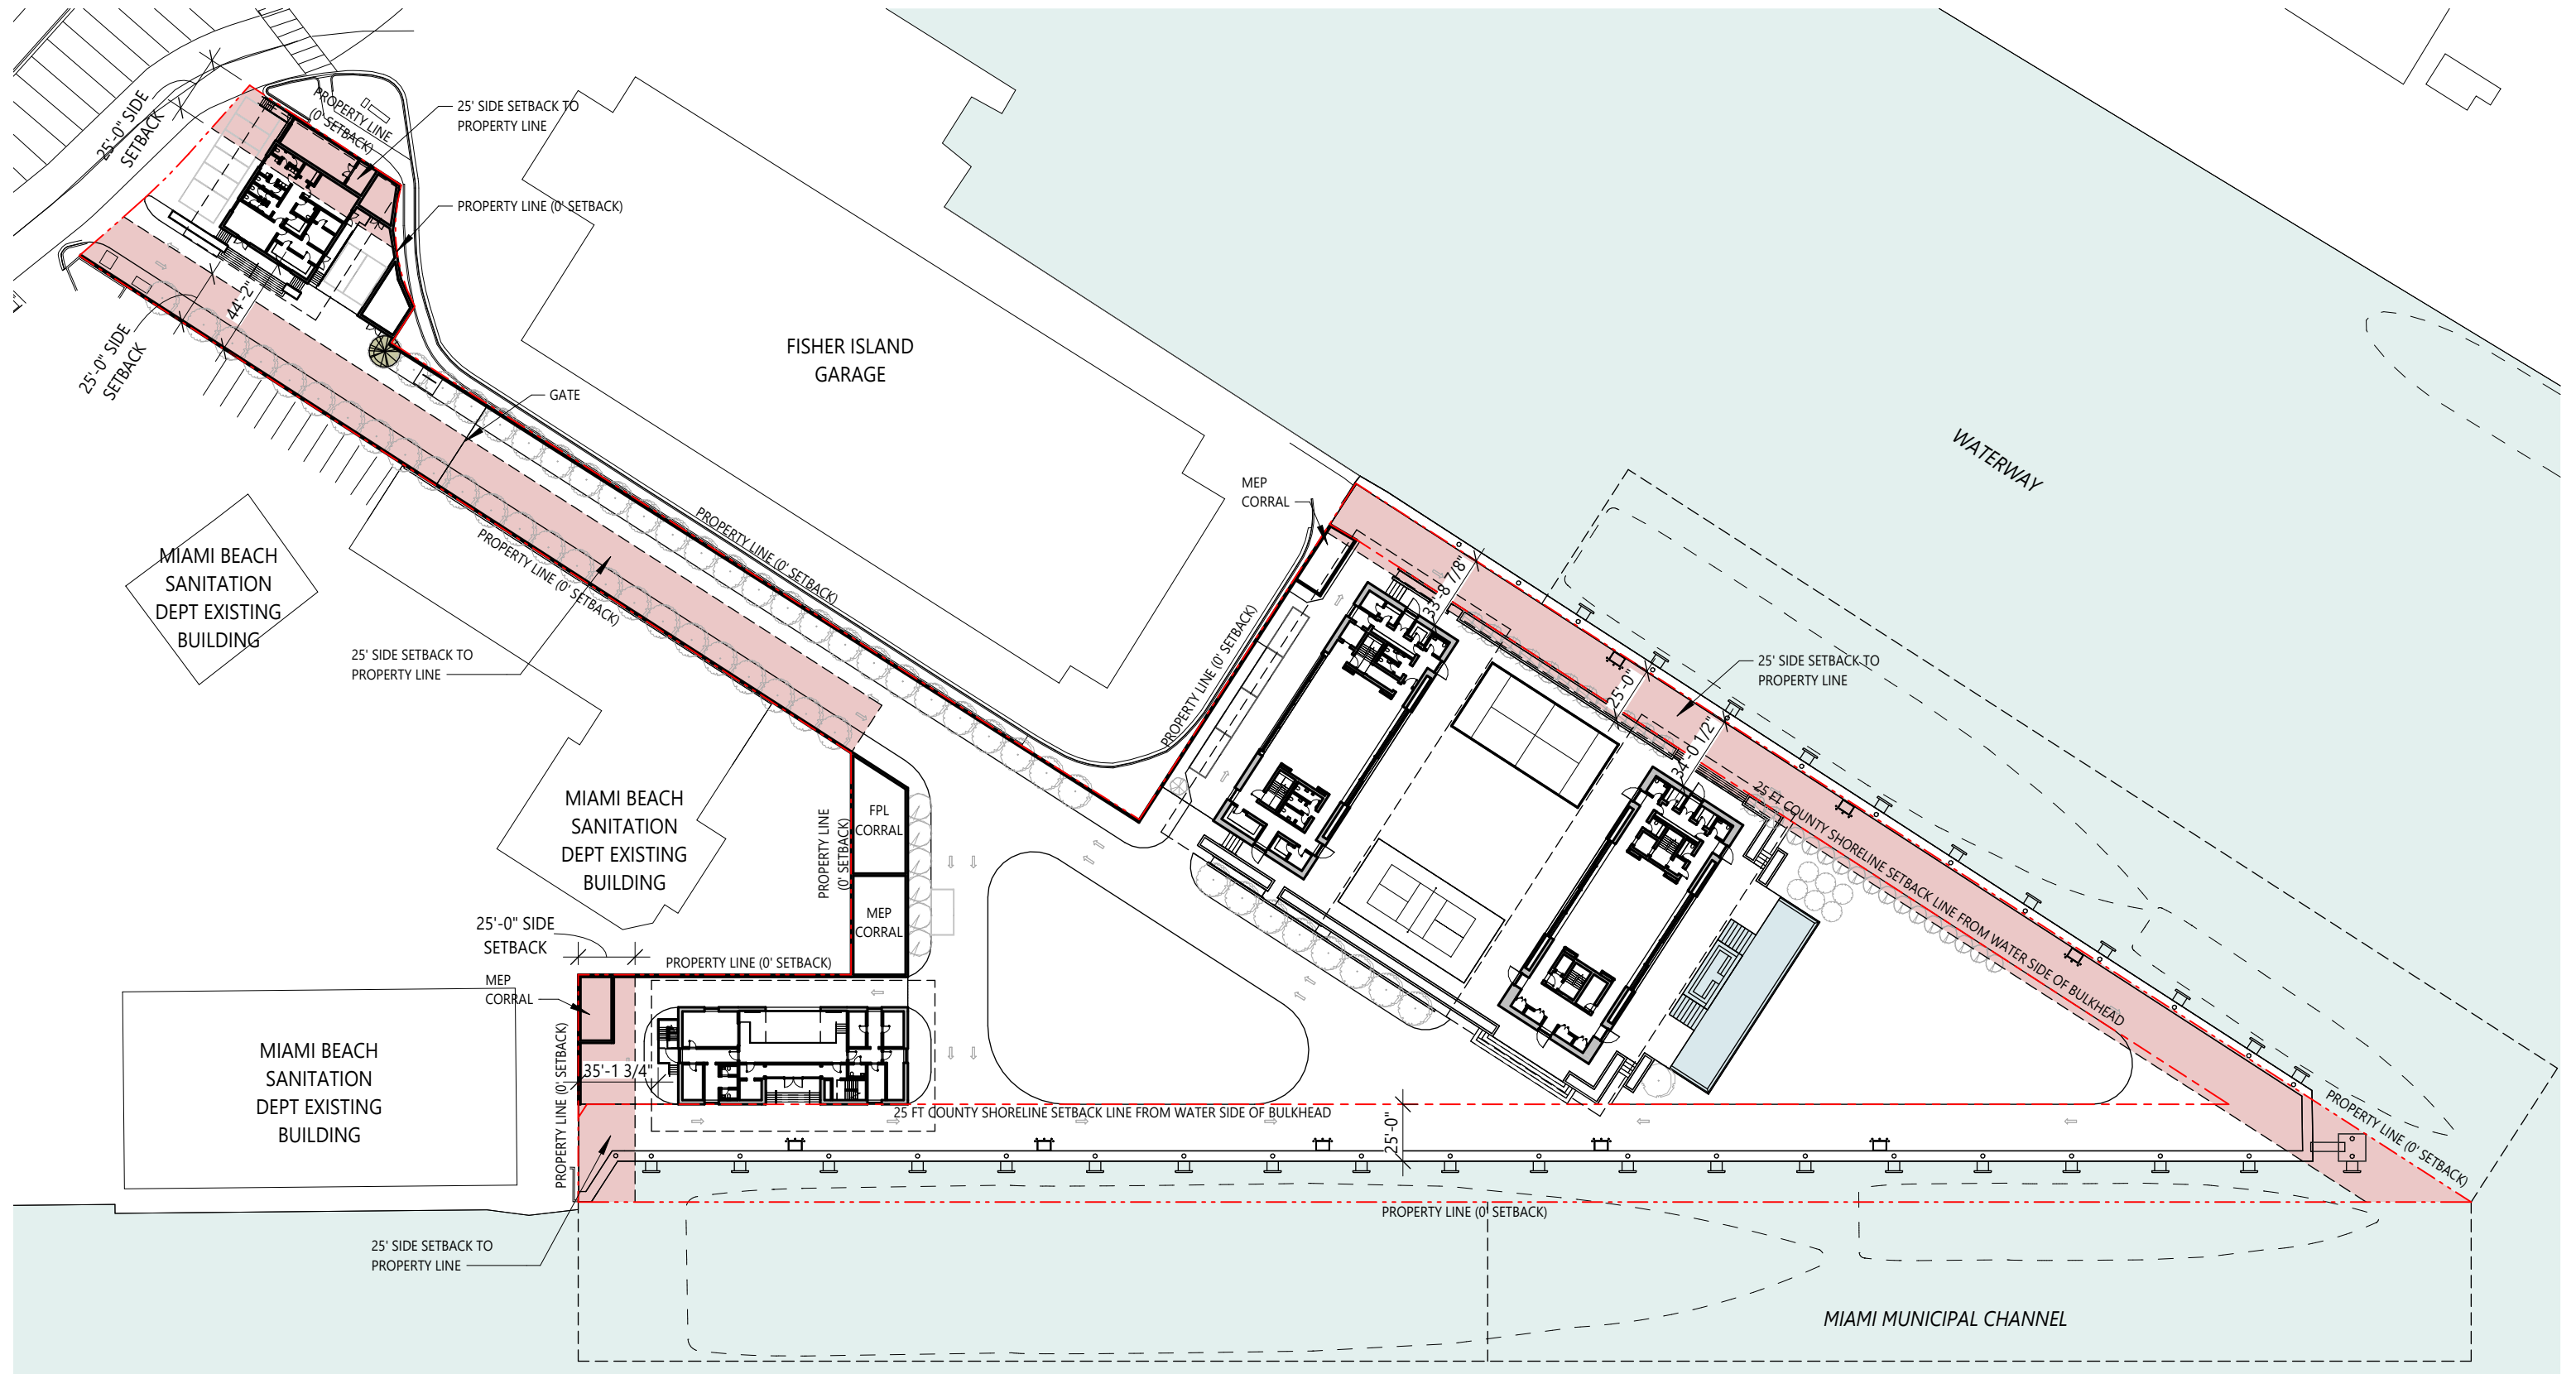 25'-0" SIDE
SETBACK
PROPERTY LINE
(0' SETBACK)
25' SIDE SETBACK TO
PROPERTY LINE
PROPERTY LINE (0' SETBACK)
44'-2"
25'-0" SIDE
SETBACK
GATE
FISHER ISLAND
GARAGE
WATERWAY
MEP
CORRAL
PROPERTY LINE (0' SETBACK)
PROPERTY LINE (0' SETBACK)
MIAMI BEACH
SANITATION
DEPT EXISTING
BUILDING
25' SIDE SETBACK TO
PROPERTY LINE
33'-8 7/8"
PROPERTY LINE (0' SETBACK)
25'-0"
25' SIDE SETBACK TO
PROPERTY LINE
34'-0 1/2"
25 FT COUNTY SHORELINE SETBACK LINE FROM WATER SIDE OF BULKHEAD
MIAMI BEACH
SANITATION
DEPT EXISTING
BUILDING
PROPERTY LINE
(0' SETBACK)
FPL
CORRAL
MEP
CORRAL
25'-0" SIDE
SETBACK
PROPERTY LINE (0' SETBACK)
MEP
CORRAL
MIAMI BEACH
SANITATION
DEPT EXISTING
BUILDING
PROPERTY LINE (0' SETBACK)
35'-1 3/4"
25 FT COUNTY SHORELINE SETBACK LINE FROM WATER SIDE OF BULKHEAD
25'-0"
PROPERTY LINE (0' SETBACK)
PROPERTY LINE (0' SETBACK)
25' SIDE SETBACK TO
PROPERTY LINE
MIAMI MUNICIPAL CHANNEL